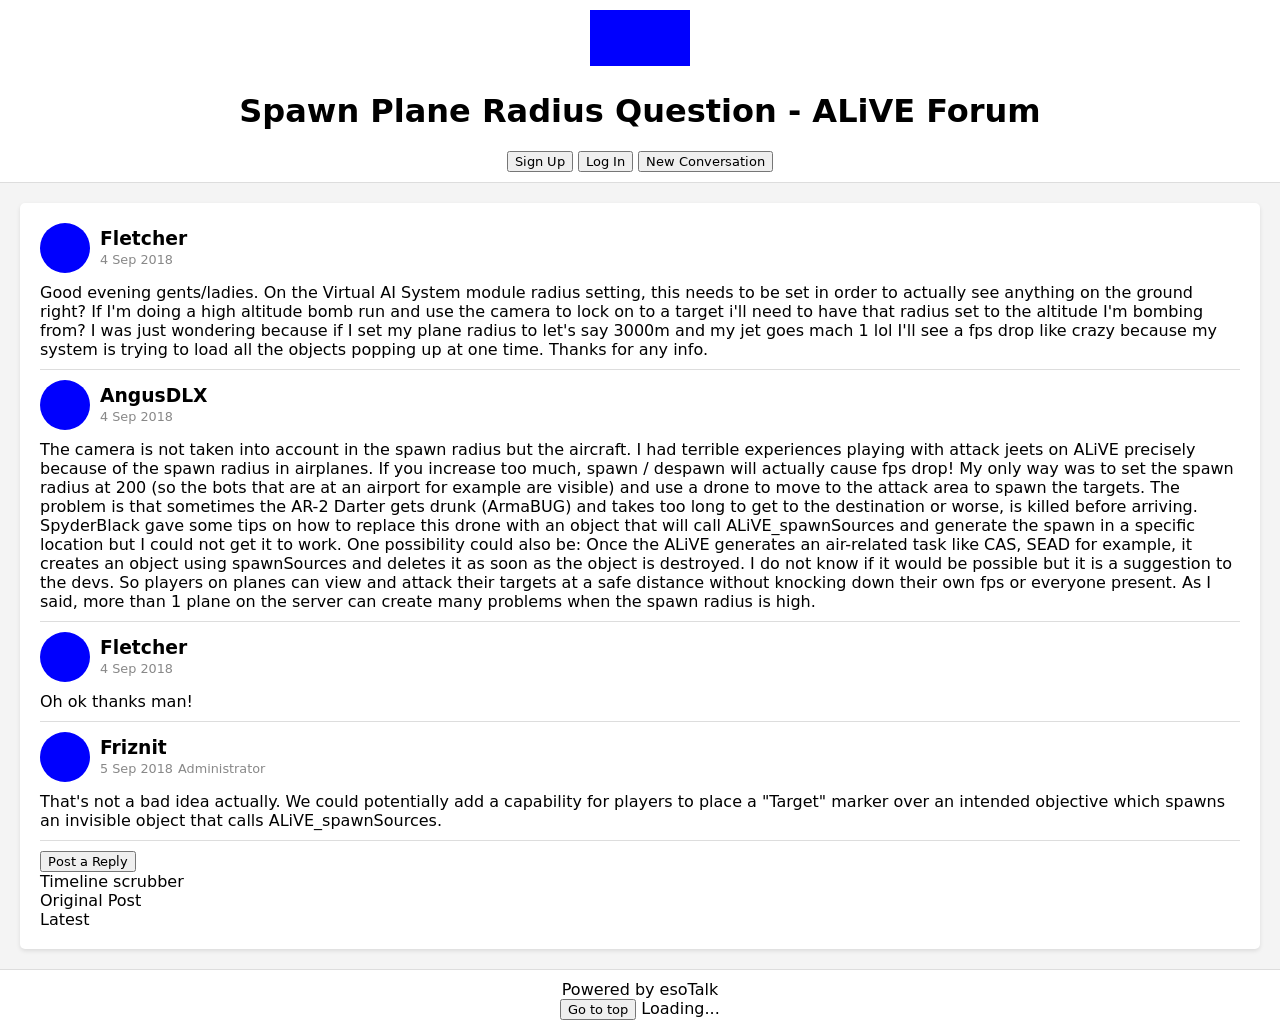 Spawn Plane Radius Question - ALiVE Forum
Sign Up Log In New Conversation
Fletcher
4 Sep 2018
Good evening gents/ladies. On the Virtual AI System module radius setting, this needs to be set in order to actually see anything on the ground
right? If I'm doing a high altitude bomb run and use the camera to lock on to a target i'll need to have that radius set to the altitude I'm bombing
from? I was just wondering because if I set my plane radius to let's say 3000m and my jet goes mach 1 lol I'll see a fps drop like crazy because my
system is trying to load all the objects popping up at one time. Thanks for any info.
AngusDLX
4 Sep 2018
The camera is not taken into account in the spawn radius but the aircraft. I had terrible experiences playing with attack jeets on ALiVE precisely
because of the spawn radius in airplanes. If you increase too much, spawn / despawn will actually cause fps drop! My only way was to set the spawn
radius at 200 (so the bots that are at an airport for example are visible) and use a drone to move to the attack area to spawn the targets. The
problem is that sometimes the AR-2 Darter gets drunk (ArmaBUG) and takes too long to get to the destination or worse, is killed before arriving.
SpyderBlack gave some tips on how to replace this drone with an object that will call ALiVE_spawnSources and generate the spawn in a specific
location but I could not get it to work. One possibility could also be: Once the ALiVE generates an air-related task like CAS, SEAD for example, it
creates an object using spawnSources and deletes it as soon as the object is destroyed. I do not know if it would be possible but it is a suggestion to
the devs. So players on planes can view and attack their targets at a safe distance without knocking down their own fps or everyone present. As I
said, more than 1 plane on the server can create many problems when the spawn radius is high.
Fletcher
4 Sep 2018
Oh ok thanks man!
Friznit
5 Sep 2018 Administrator
That's not a bad idea actually. We could potentially add a capability for players to place a "Target" marker over an intended objective which spawns
an invisible object that calls ALiVE_spawnSources.
Post a Reply
Timeline scrubber
Original Post
Latest
Powered by esoTalk
Go to top Loading...